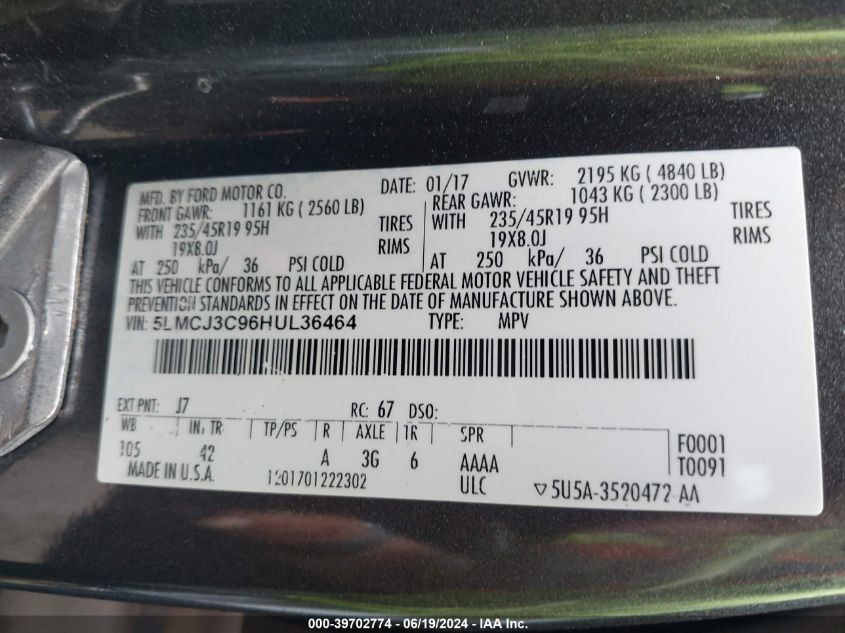 MFD. BY FORD MOTOR CO. DATE: 01/17 GVWR: 2195 KG ( 4840 LB)
FRONT GAWR: 1161 KG ( 2560 LB) REAR GAWR: 1043 KG ( 2300 LB)
WITH 235/45R19 95H TIRES WITH 235/45R19 95H TIRES
19X8.0J RIMS 19X8.0J RIMS
AT 250 kPa/ 36 PSI COLD AT 250 kPa/ 36 PSI COLD
THIS VEHICLE CONFORMS TO ALL APPLICABLE FEDERAL MOTOR VEHICLE SAFETY AND THEFT
PREVENTION STANDARDS IN EFFECT ON THE DATE OF MANUFACTURE SHOWN ABOVE.
VIN: 5LMCJ3C96HUL36464 TYPE: MPV
EXT PNT: J7 RC: 67 DSO:
WB IN. TR TP/PS R AXLE TR SPR
105 42 A 3G 6 AAAA F0001
MADE IN U.S.A. 1201701222302 ULC T0091
▽5U5A-3520472 AA
000-39702774 - 06/19/2024 - IAA Inc.